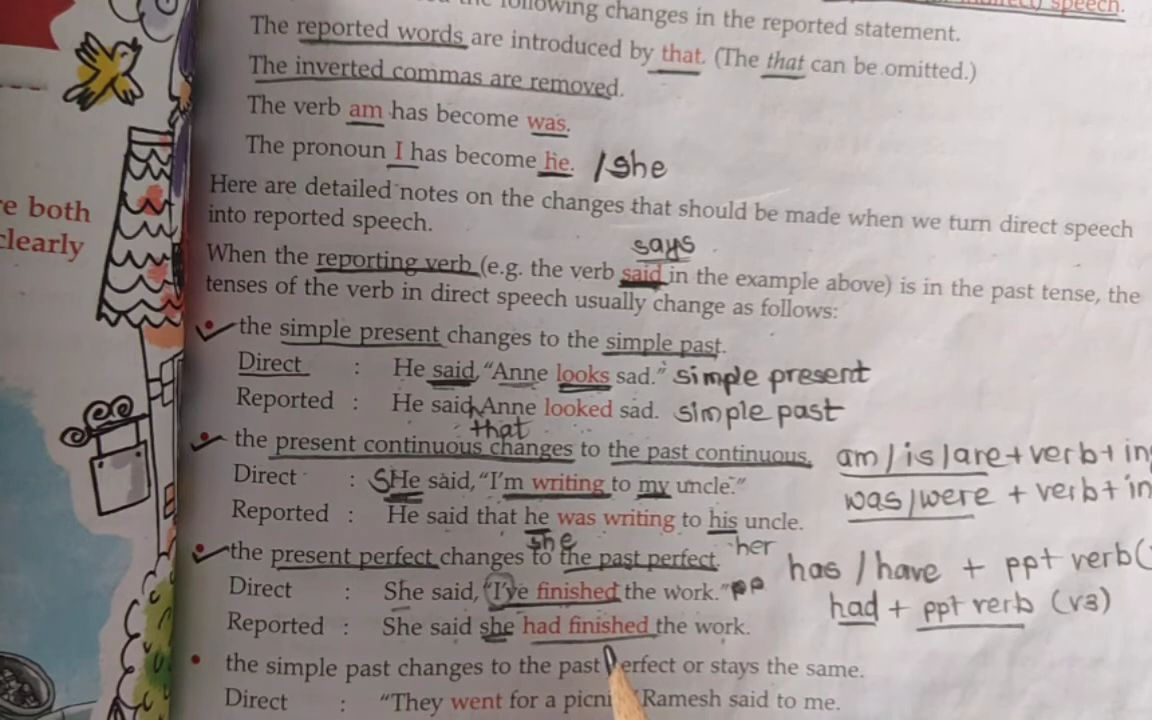 following changes in the reported statement.
speech.
The reported words are introduced by that. (The that can be omitted.)
The inverted commas are removed.
The verb am has become was.
The pronoun I has become he. /she
re both
clearly
Here are detailed notes on the changes that should be made when we turn direct speech
into reported speech.
says
When the reporting verb (e.g. the verb said in the example above) is in the past tense, the
tenses of the verb in direct speech usually change as follows:
the simple present changes to the simple past.
Direct : He said, "Anne looks sad." simple present
Reported : He said Anne looked sad. simple past
that
the present continuous changes to the past continuous. am/is/are+verb+in
Direct : SHe said, "I'm writing to my uncle." was/were + verb+in
Reported : He said that he was writing to his uncle.
she her
the present perfect changes to the past perfect. has/have + ppt verb(
Direct : She said, "I've finished the work." pp had + ppt verb (v3)
Reported : She said she had finished the work.
• the simple past changes to the past perfect or stays the same.
Direct : "They went for a picni Ramesh said to me.